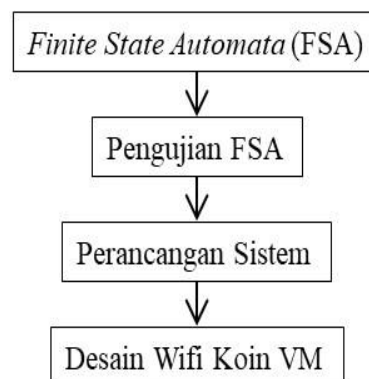 Finite State Automata (FSA)
Pengujian FSA
Perancangan Sistem
Desain Wifi Koin VM